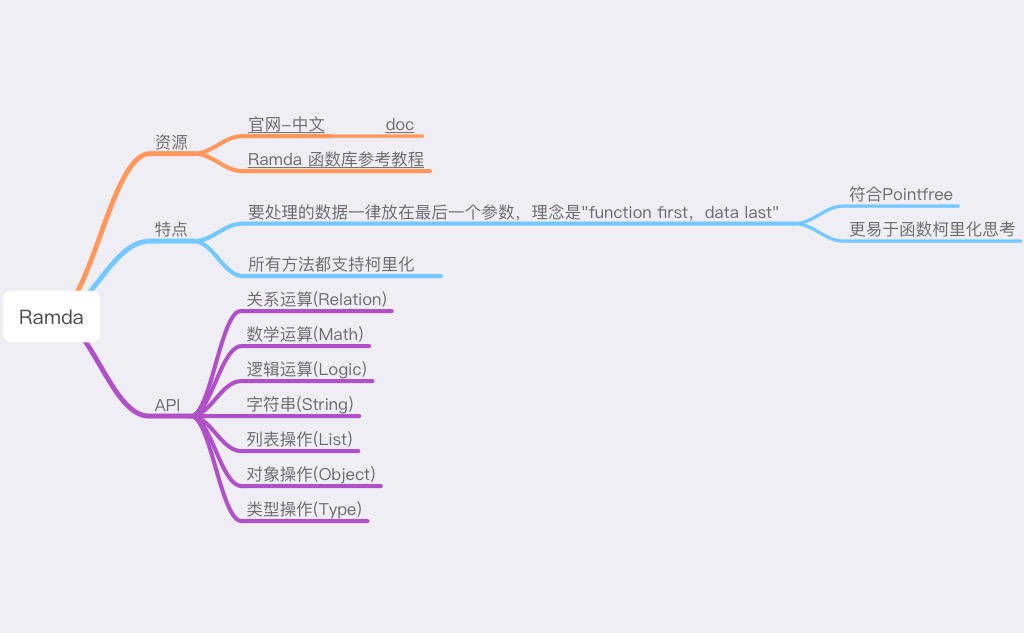 Ramda
资源
官网-中文
doc
Ramda 函数库参考教程
特点
要处理的数据一律放在最后一个参数，理念是"function first，data last"
符合Pointfree
更易于函数柯里化思考
所有方法都支持柯里化
API
关系运算(Relation)
数学运算(Math)
逻辑运算(Logic)
字符串(String)
列表操作(List)
对象操作(Object)
类型操作(Type)